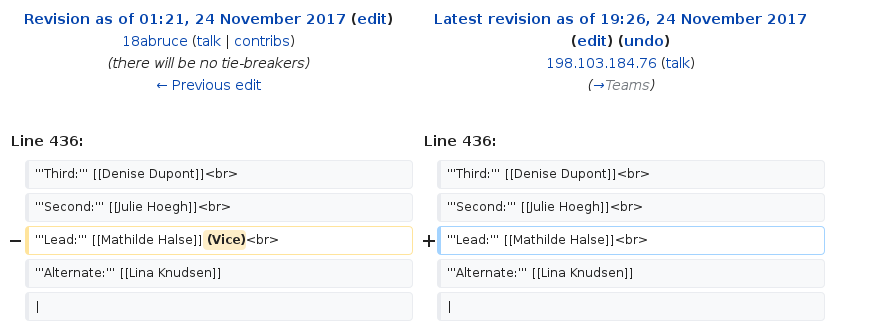 Revision as of 01:21, 24 November 2017 (edit)
18abruce (talk | contribs)
(there will be no tie-breakers)
← Previous edit
Latest revision as of 19:26, 24 November 2017
(edit) (undo)
198.103.184.76 (talk)
(→Teams)
Line 436:
Line 436:
'''Third:''' [[Denise Dupont]]<br>
'''Third:''' [[Denise Dupont]]<br>
'''Second:''' [[Julie Hoegh]]<br>
'''Second:''' [[Julie Hoegh]]<br>
− '''Lead:''' [[Mathilde Halse]] (Vice)<br>
+ '''Lead:''' [[Mathilde Halse]]<br>
'''Alternate:''' [[Lina Knudsen]]
'''Alternate:''' [[Lina Knudsen]]
|
|